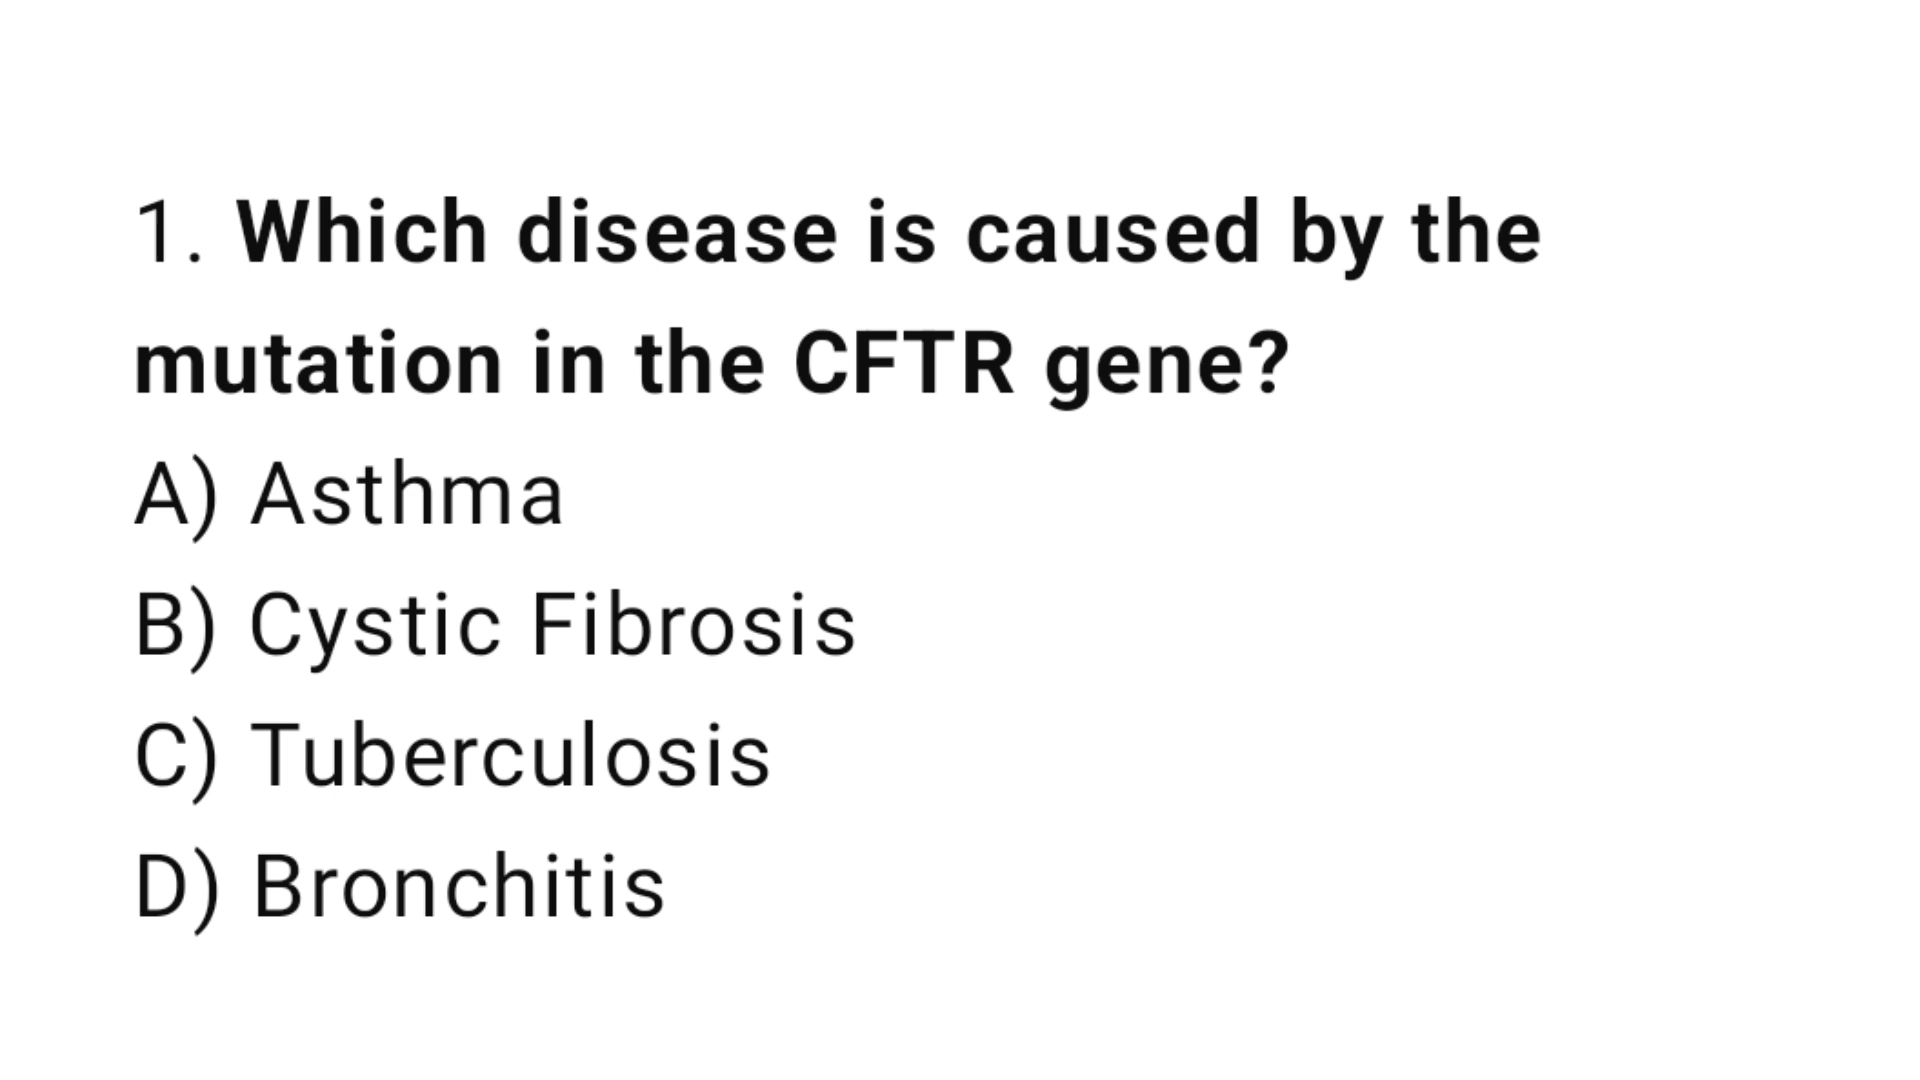 1. Which disease is caused by the
mutation in the CFTR gene?
A) Asthma
B) Cystic Fibrosis
C) Tuberculosis
D) Bronchitis